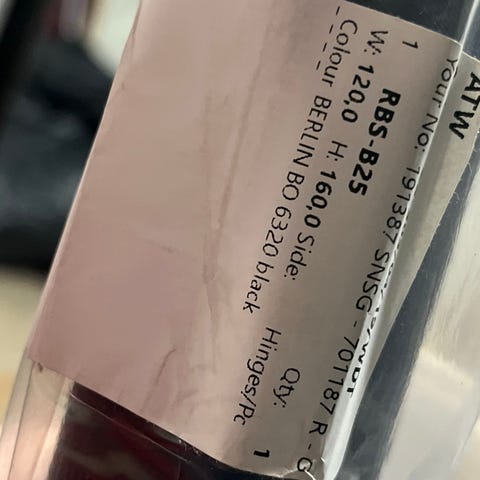 ATW
Your No: 191387 SNSG - 701187 R - G
1 RBS-B25 Qty: 1
W: 120,0 H: 160,0 Side: Hinges/Pc
Colour BERLIN BO 6320 black